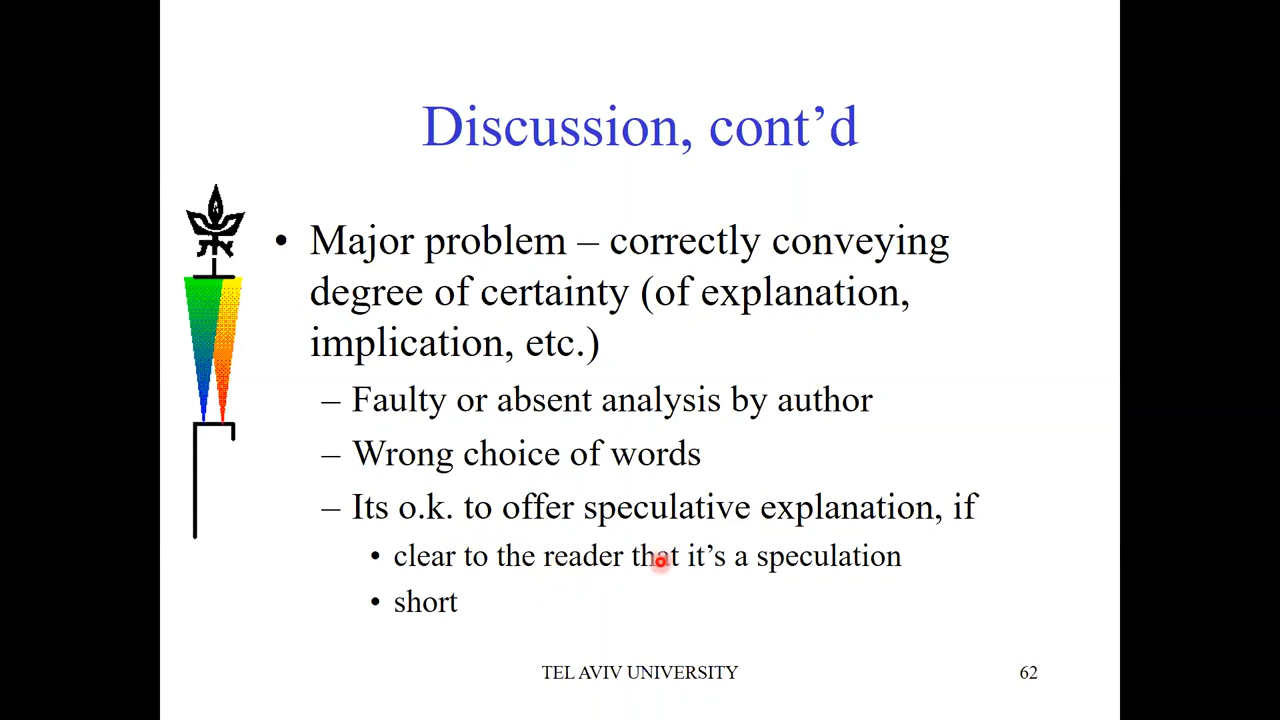 Discussion, cont’d
• Major problem – correctly conveying
degree of certainty (of explanation,
implication, etc.)
– Faulty or absent analysis by author
– Wrong choice of words
– Its o.k. to offer speculative explanation, if
• clear to the reader that it’s a speculation
• short
TEL AVIV UNIVERSITY
62